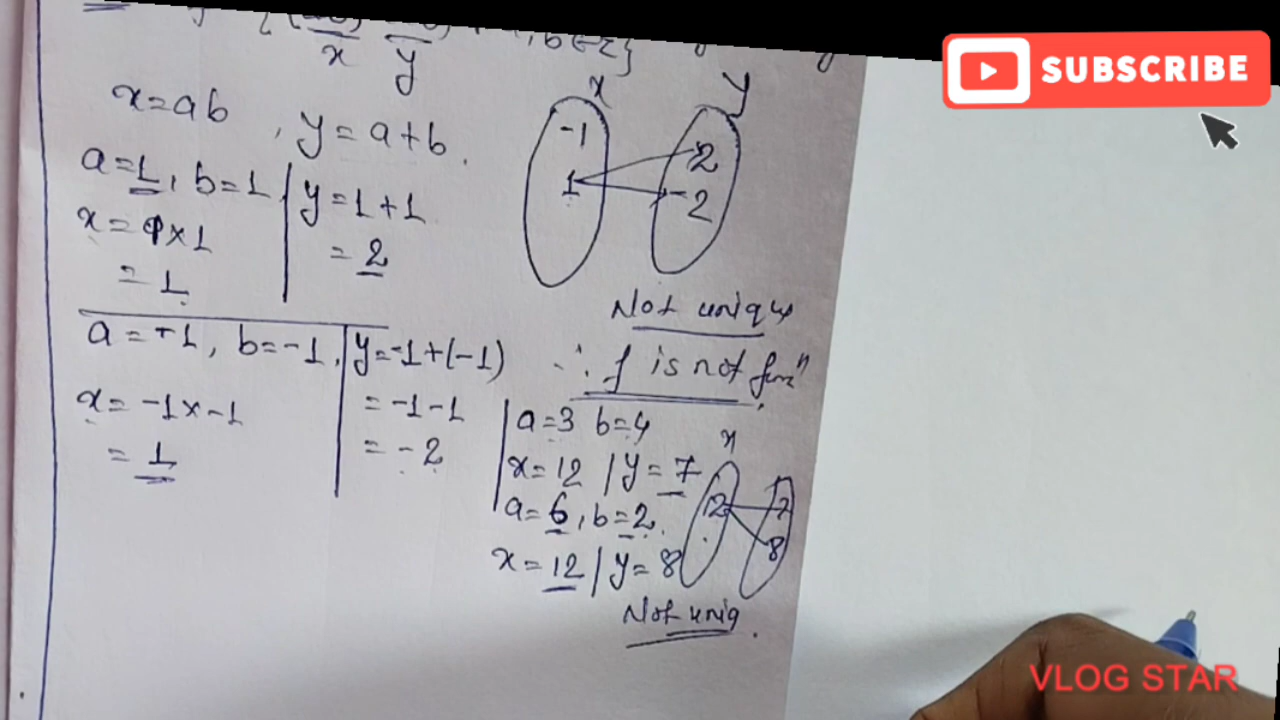 x y , b ∈ Z}
x y
x = ab , y = a + b .
-1 2
1 -2
a = 1, b = 1 | y = 1 + 1
x = 1 × 1 = 2
= 1
Not unique
∴ f is not funⁿ
a = +1, b = -1, | y = -1 + (-1)
x = -1 × -1 = -1 - 1
= 1 = - 2
a = 3 b = 4
x = 12 / y = 7
a = 6, b = 2.
x = 12 / y = 8
x
12 7
8
Not uniq.
SUBSCRIBE
VLOG STAR